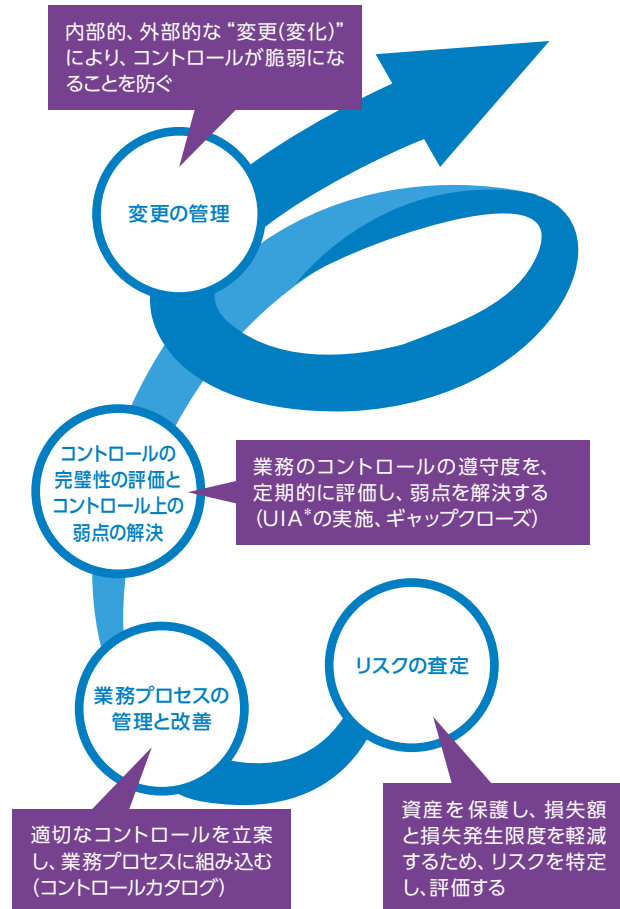 内部的、外部的な“変更(変化)”
により、コントロールが脆弱にな
ることを防ぐ
変更の管理
コントロールの
完璧性の評価と
コントロール上の
弱点の解決
業務のコントロールの遵守度を、
定期的に評価し、弱点を解決する
（UIA*の実施、ギャップクローズ）
リスクの査定
業務プロセスの
管理と改善
適切なコントロールを立案
し、業務プロセスに組み込む
（コントロールカタログ）
資産を保護し、損失額
と損失発生限度を軽減
するため、リスクを特定
し、評価する